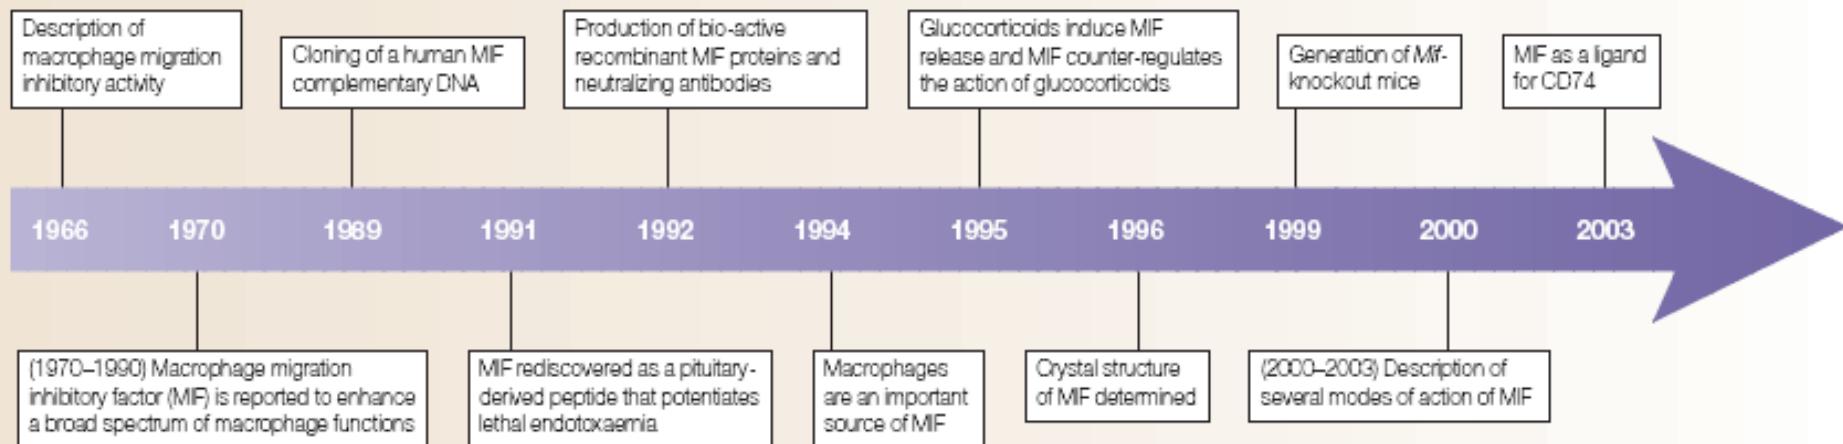 Description of
macrophage migration
inhibitory activity
Cloning of a human MIF
complementary DNA
Production of bio-active
recombinant MIF proteins and
neutralizing antibodies
Glucocorticoids induce MIF
release and MIF counter-regulates
the action of glucocorticoids
Generation of Mif-
knockout mice
MIF as a ligand
for CD74
1966 1970 1989 1991 1992 1994 1995 1996 1999 2000 2003
(1970–1990) Macrophage migration
inhibitory factor (MIF) is reported to enhance
a broad spectrum of macrophage functions
MIF rediscovered as a pituitary-
derived peptide that potentiates
lethal endotoxaemia
Macrophages
are an important
source of MIF
Crystal structure
of MIF determined
(2000–2003) Description of
several modes of action of MIF